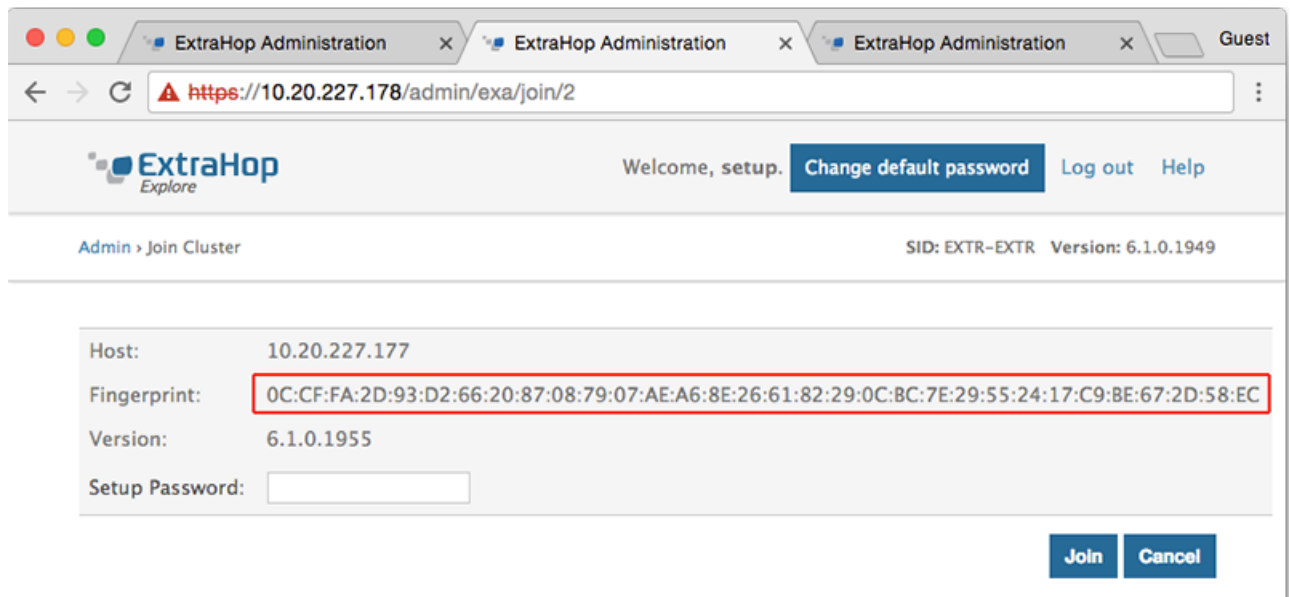 ExtraHop Administration × ExtraHop Administration × ExtraHop Administration × Guest
https://10.20.227.178/admin/exa/join/2
ExtraHop
Explore
Welcome, setup. Change default password Log out Help
Admin › Join Cluster SID: EXTR-EXTR Version: 6.1.0.1949
Host: 10.20.227.177
Fingerprint: 0C:CF:FA:2D:93:D2:66:20:87:08:79:07:AE:A6:8E:26:61:82:29:0C:BC:7E:29:55:24:17:C9:BE:67:2D:58:EC
Version: 6.1.0.1955
Setup Password:
Join Cancel